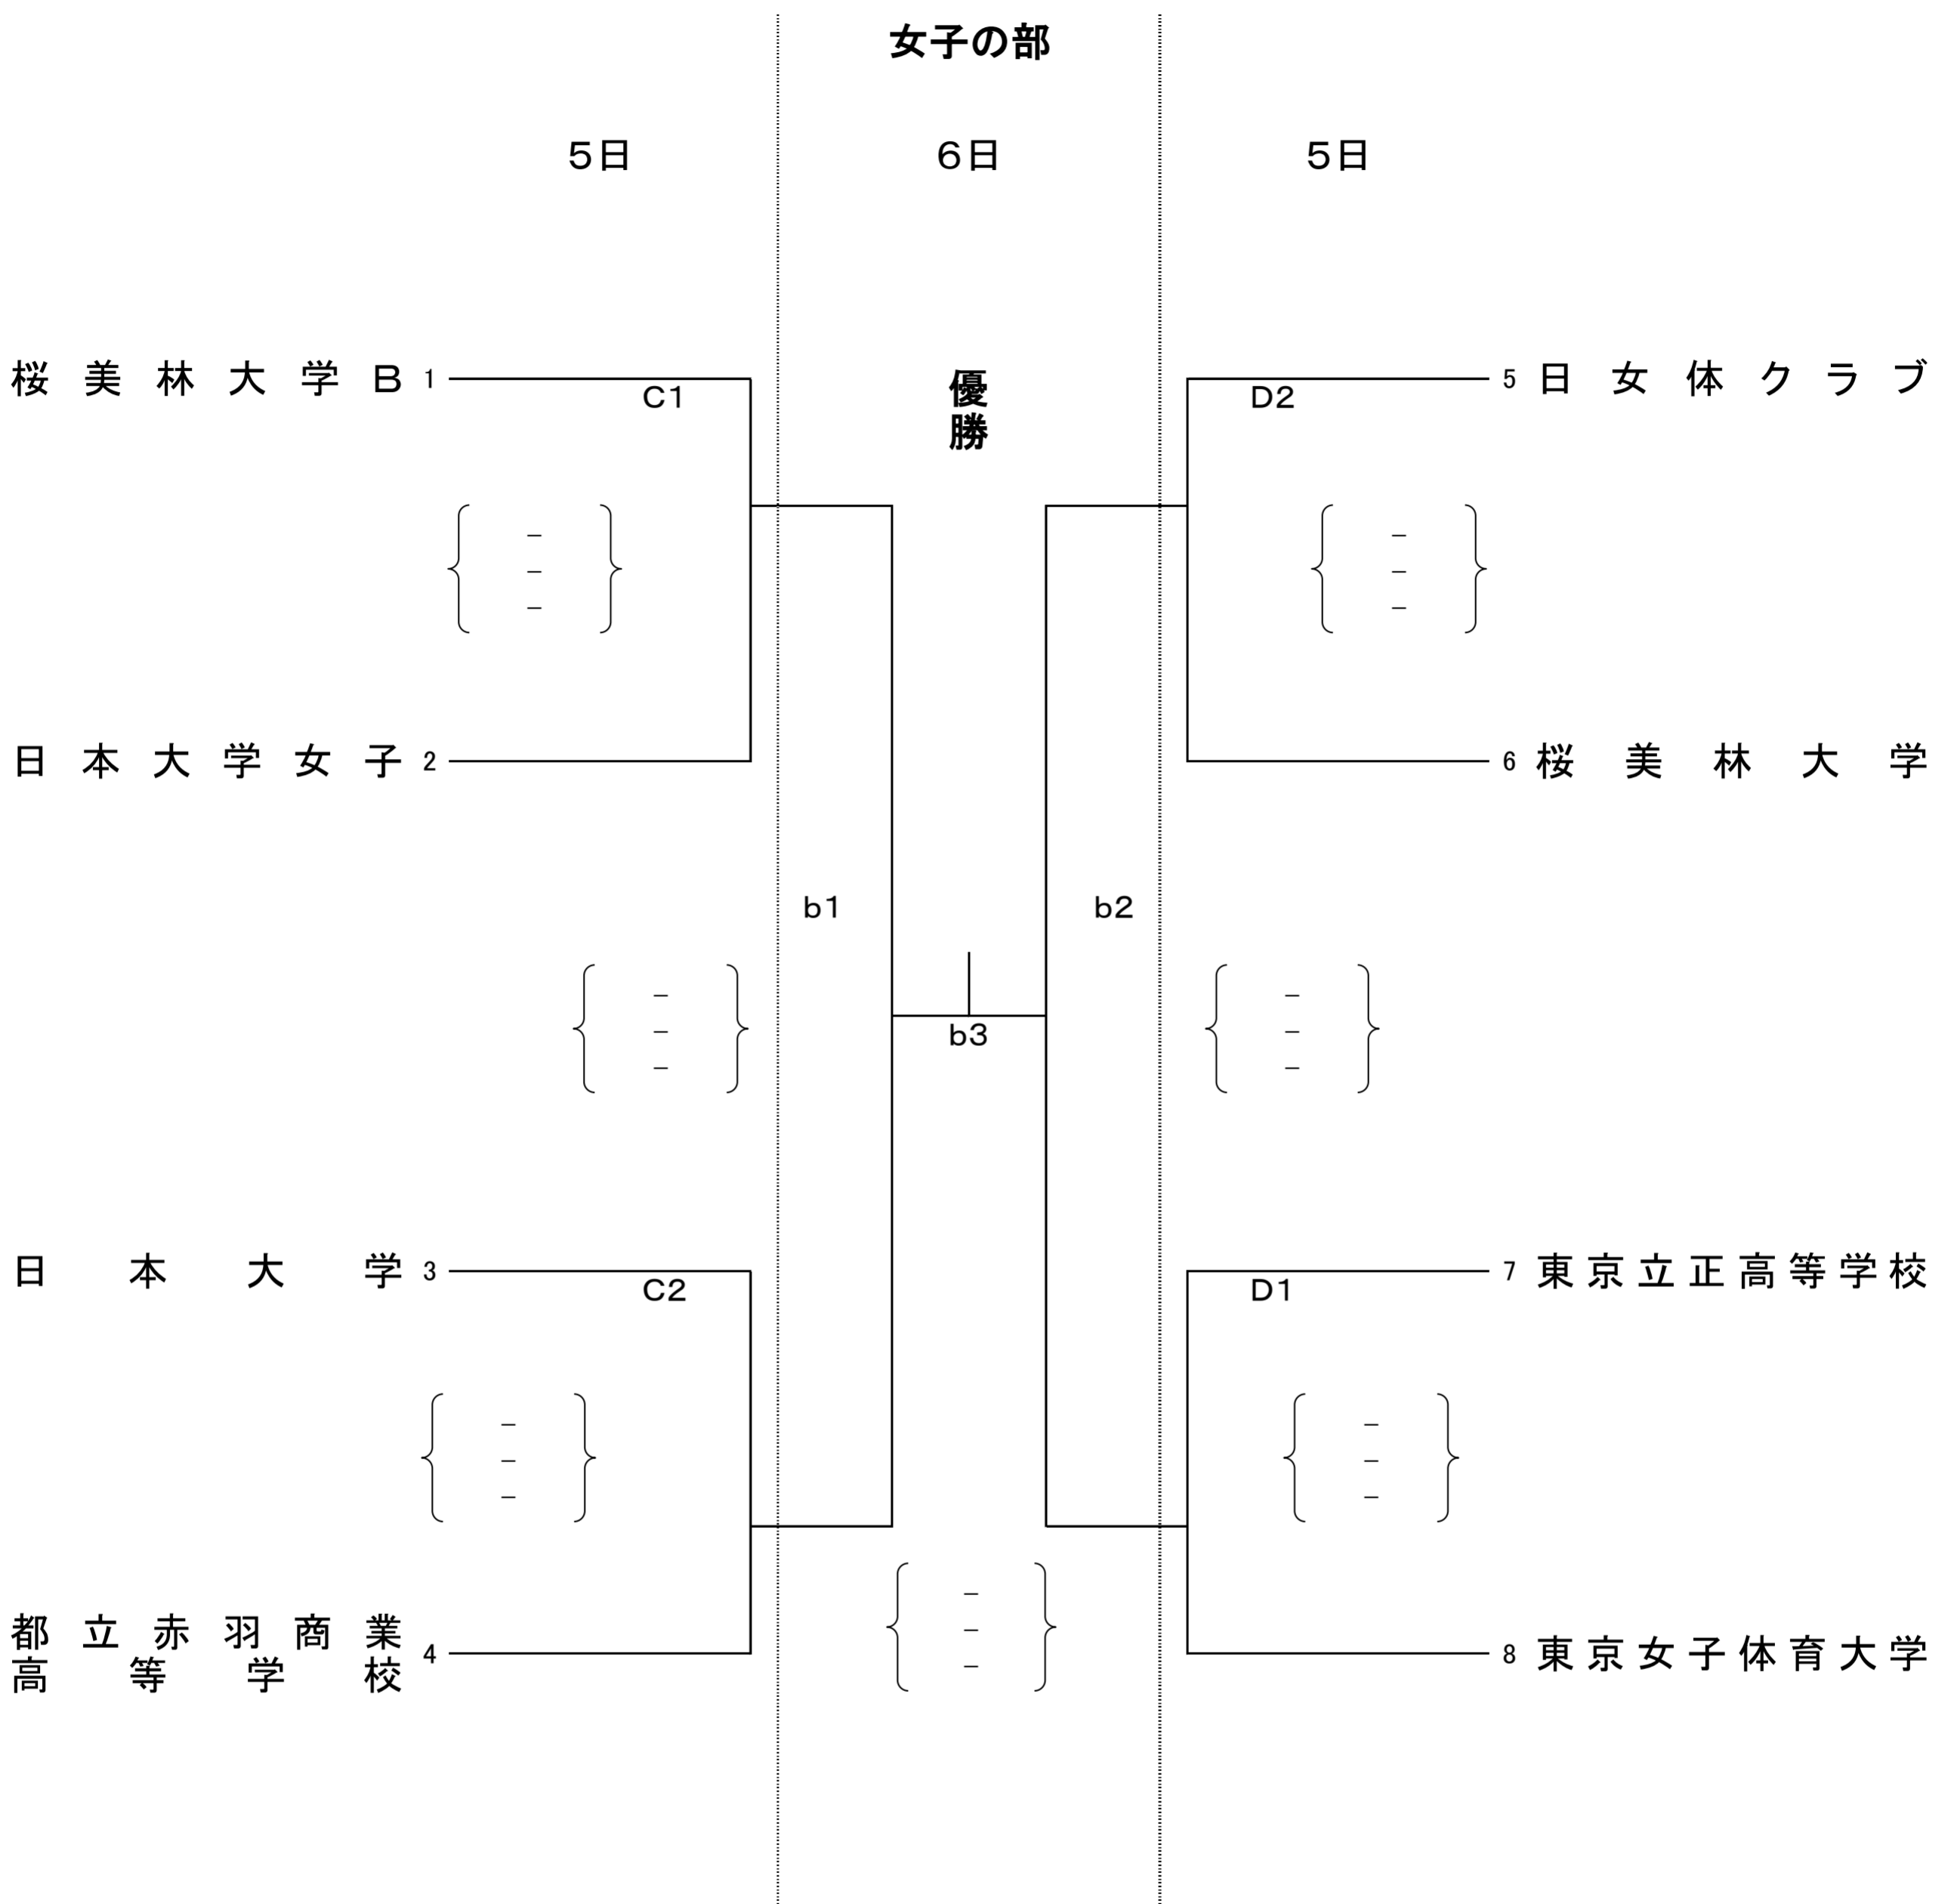 女子の部
5日 6日 5日
桜美林大学B 1 5 日女体クラブ
C1 D2
優勝
－ －
－ －
－ －
日本大学女子 2 6 桜美林大学
b1 b2
－ －
b3
－ －
－ －
日本大学 3 7 東京立正高等学校
C2 D1
－ －
－ －
－ －
－
都立赤羽商業
高等学校 4 8 東京女子体育大学
－
－